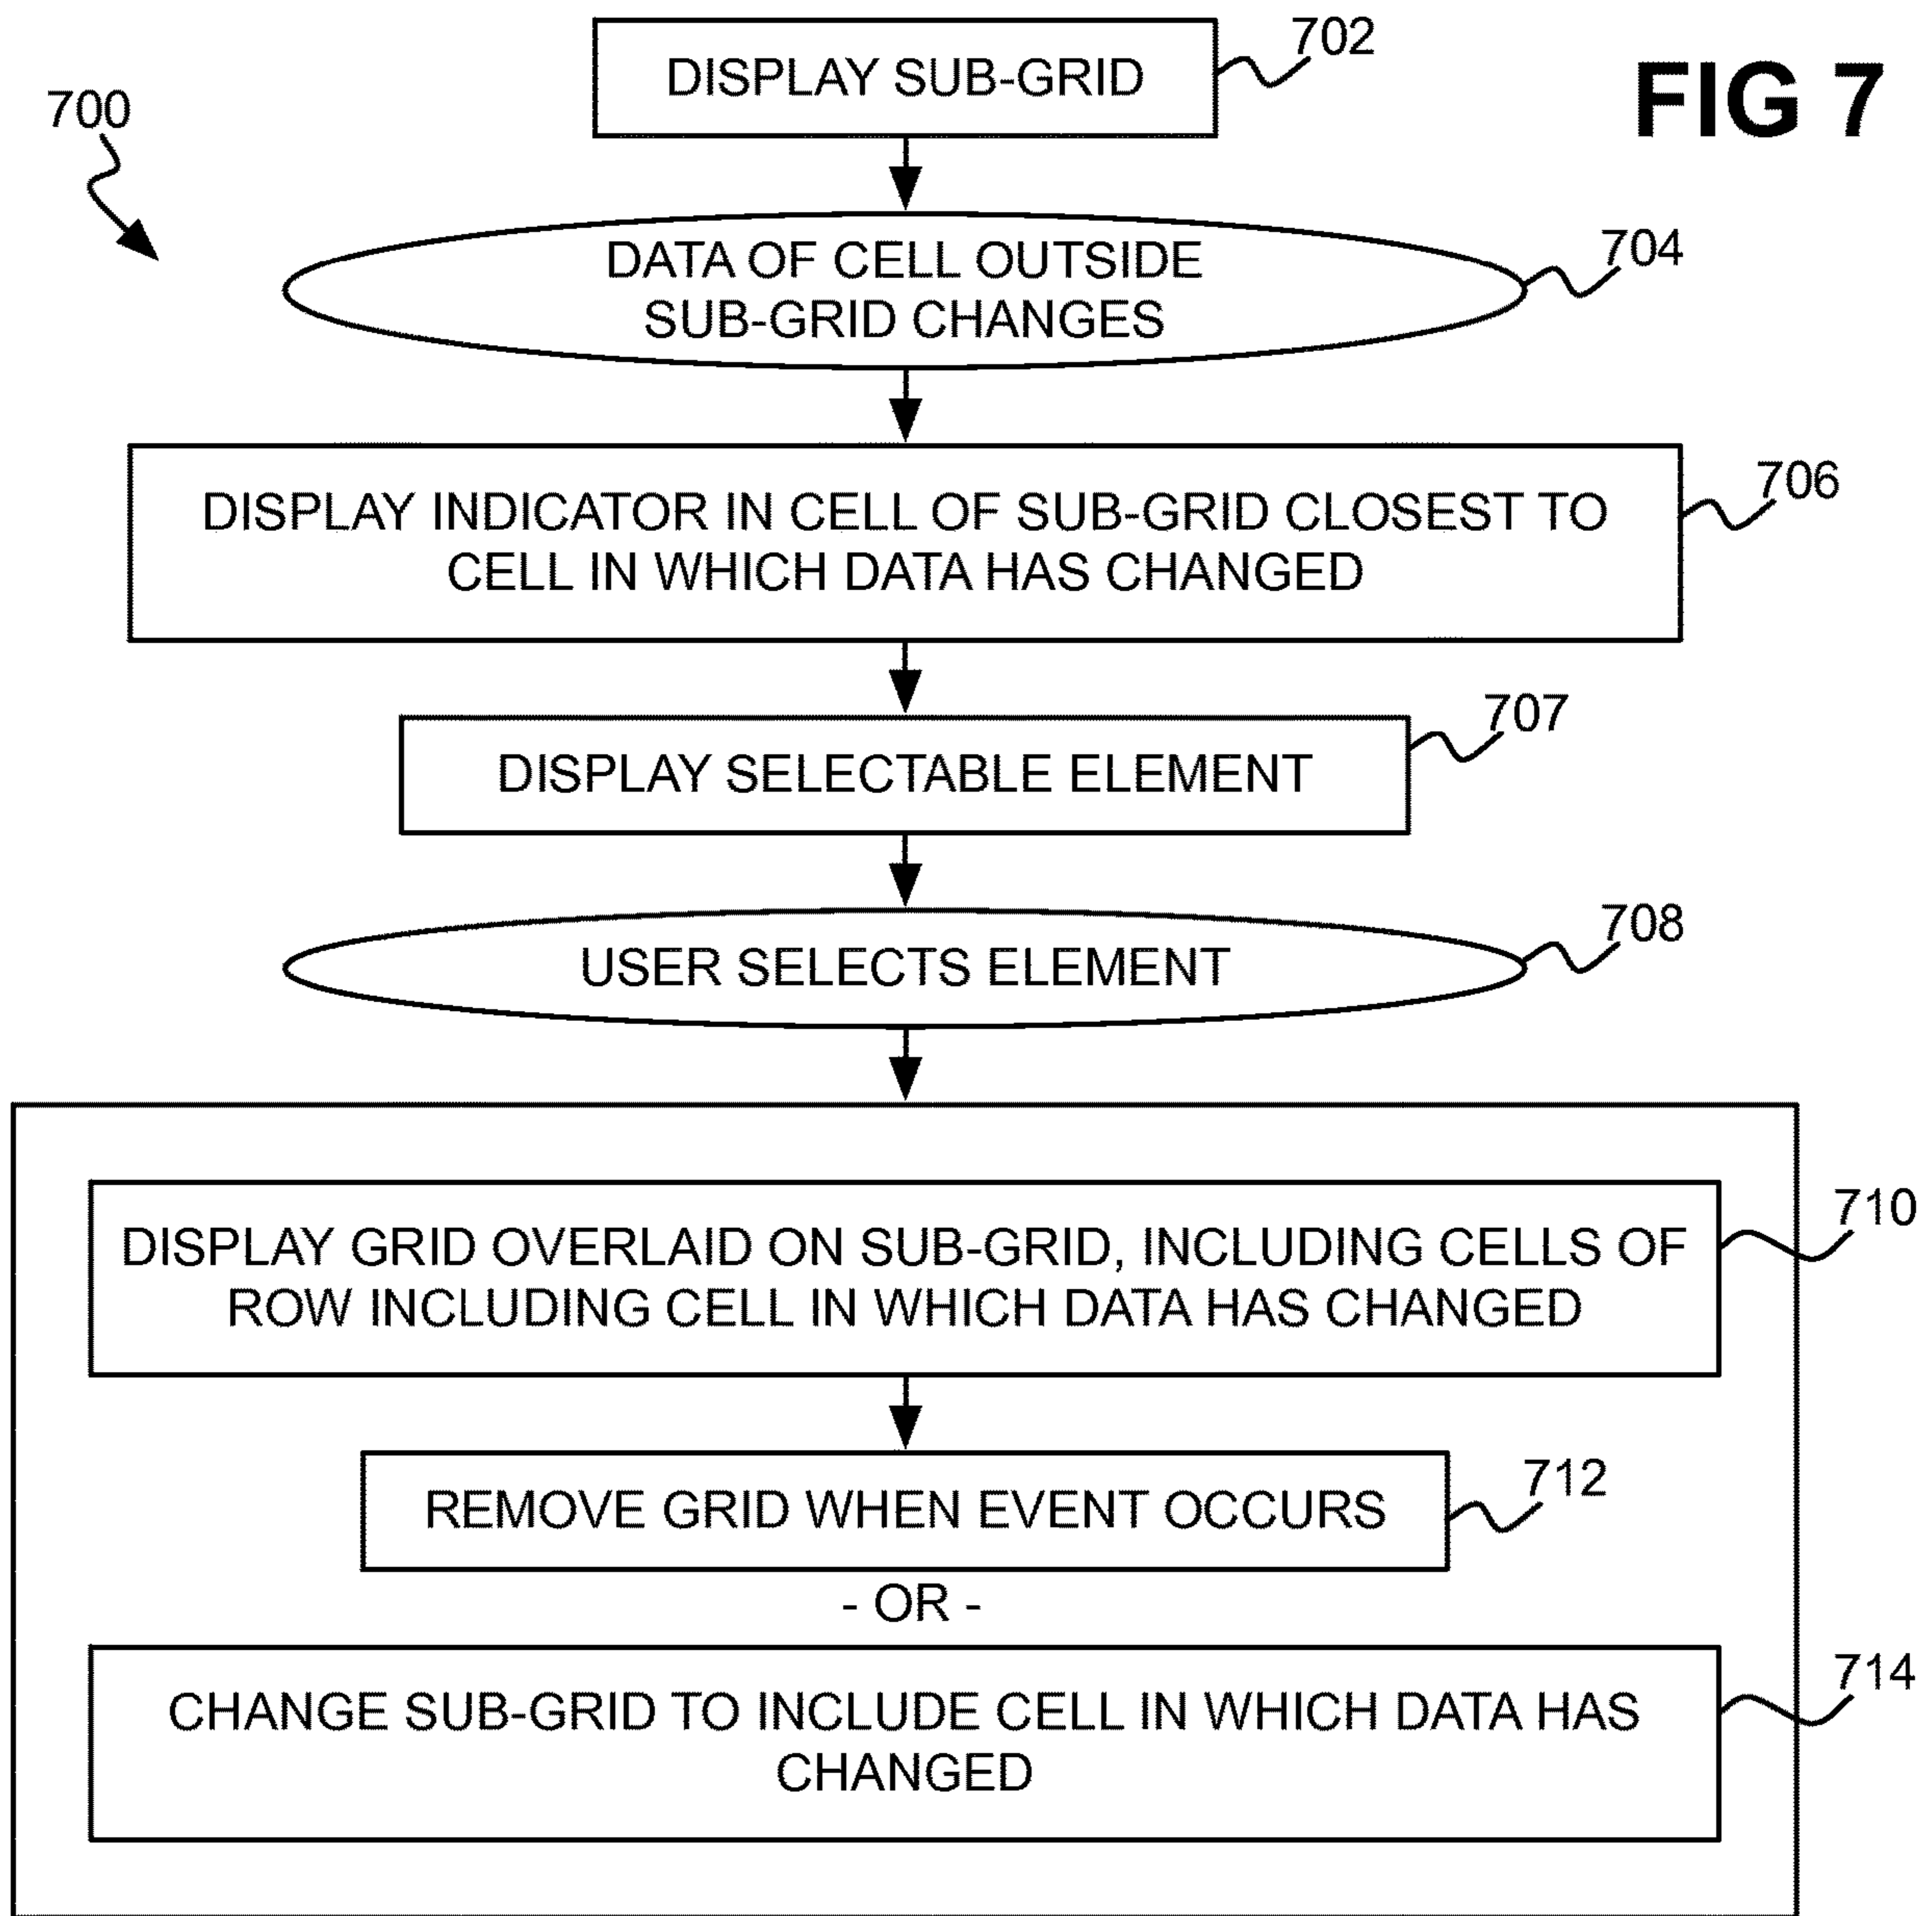 702
DISPLAY SUB-GRID
FIG 7
700
704
DATA OF CELL OUTSIDE
SUB-GRID CHANGES
706
DISPLAY INDICATOR IN CELL OF SUB-GRID CLOSEST TO
CELL IN WHICH DATA HAS CHANGED
707
DISPLAY SELECTABLE ELEMENT
708
USER SELECTS ELEMENT
710
DISPLAY GRID OVERLAID ON SUB-GRID, INCLUDING CELLS OF
ROW INCLUDING CELL IN WHICH DATA HAS CHANGED
712
REMOVE GRID WHEN EVENT OCCURS
- OR -
714
CHANGE SUB-GRID TO INCLUDE CELL IN WHICH DATA HAS
CHANGED